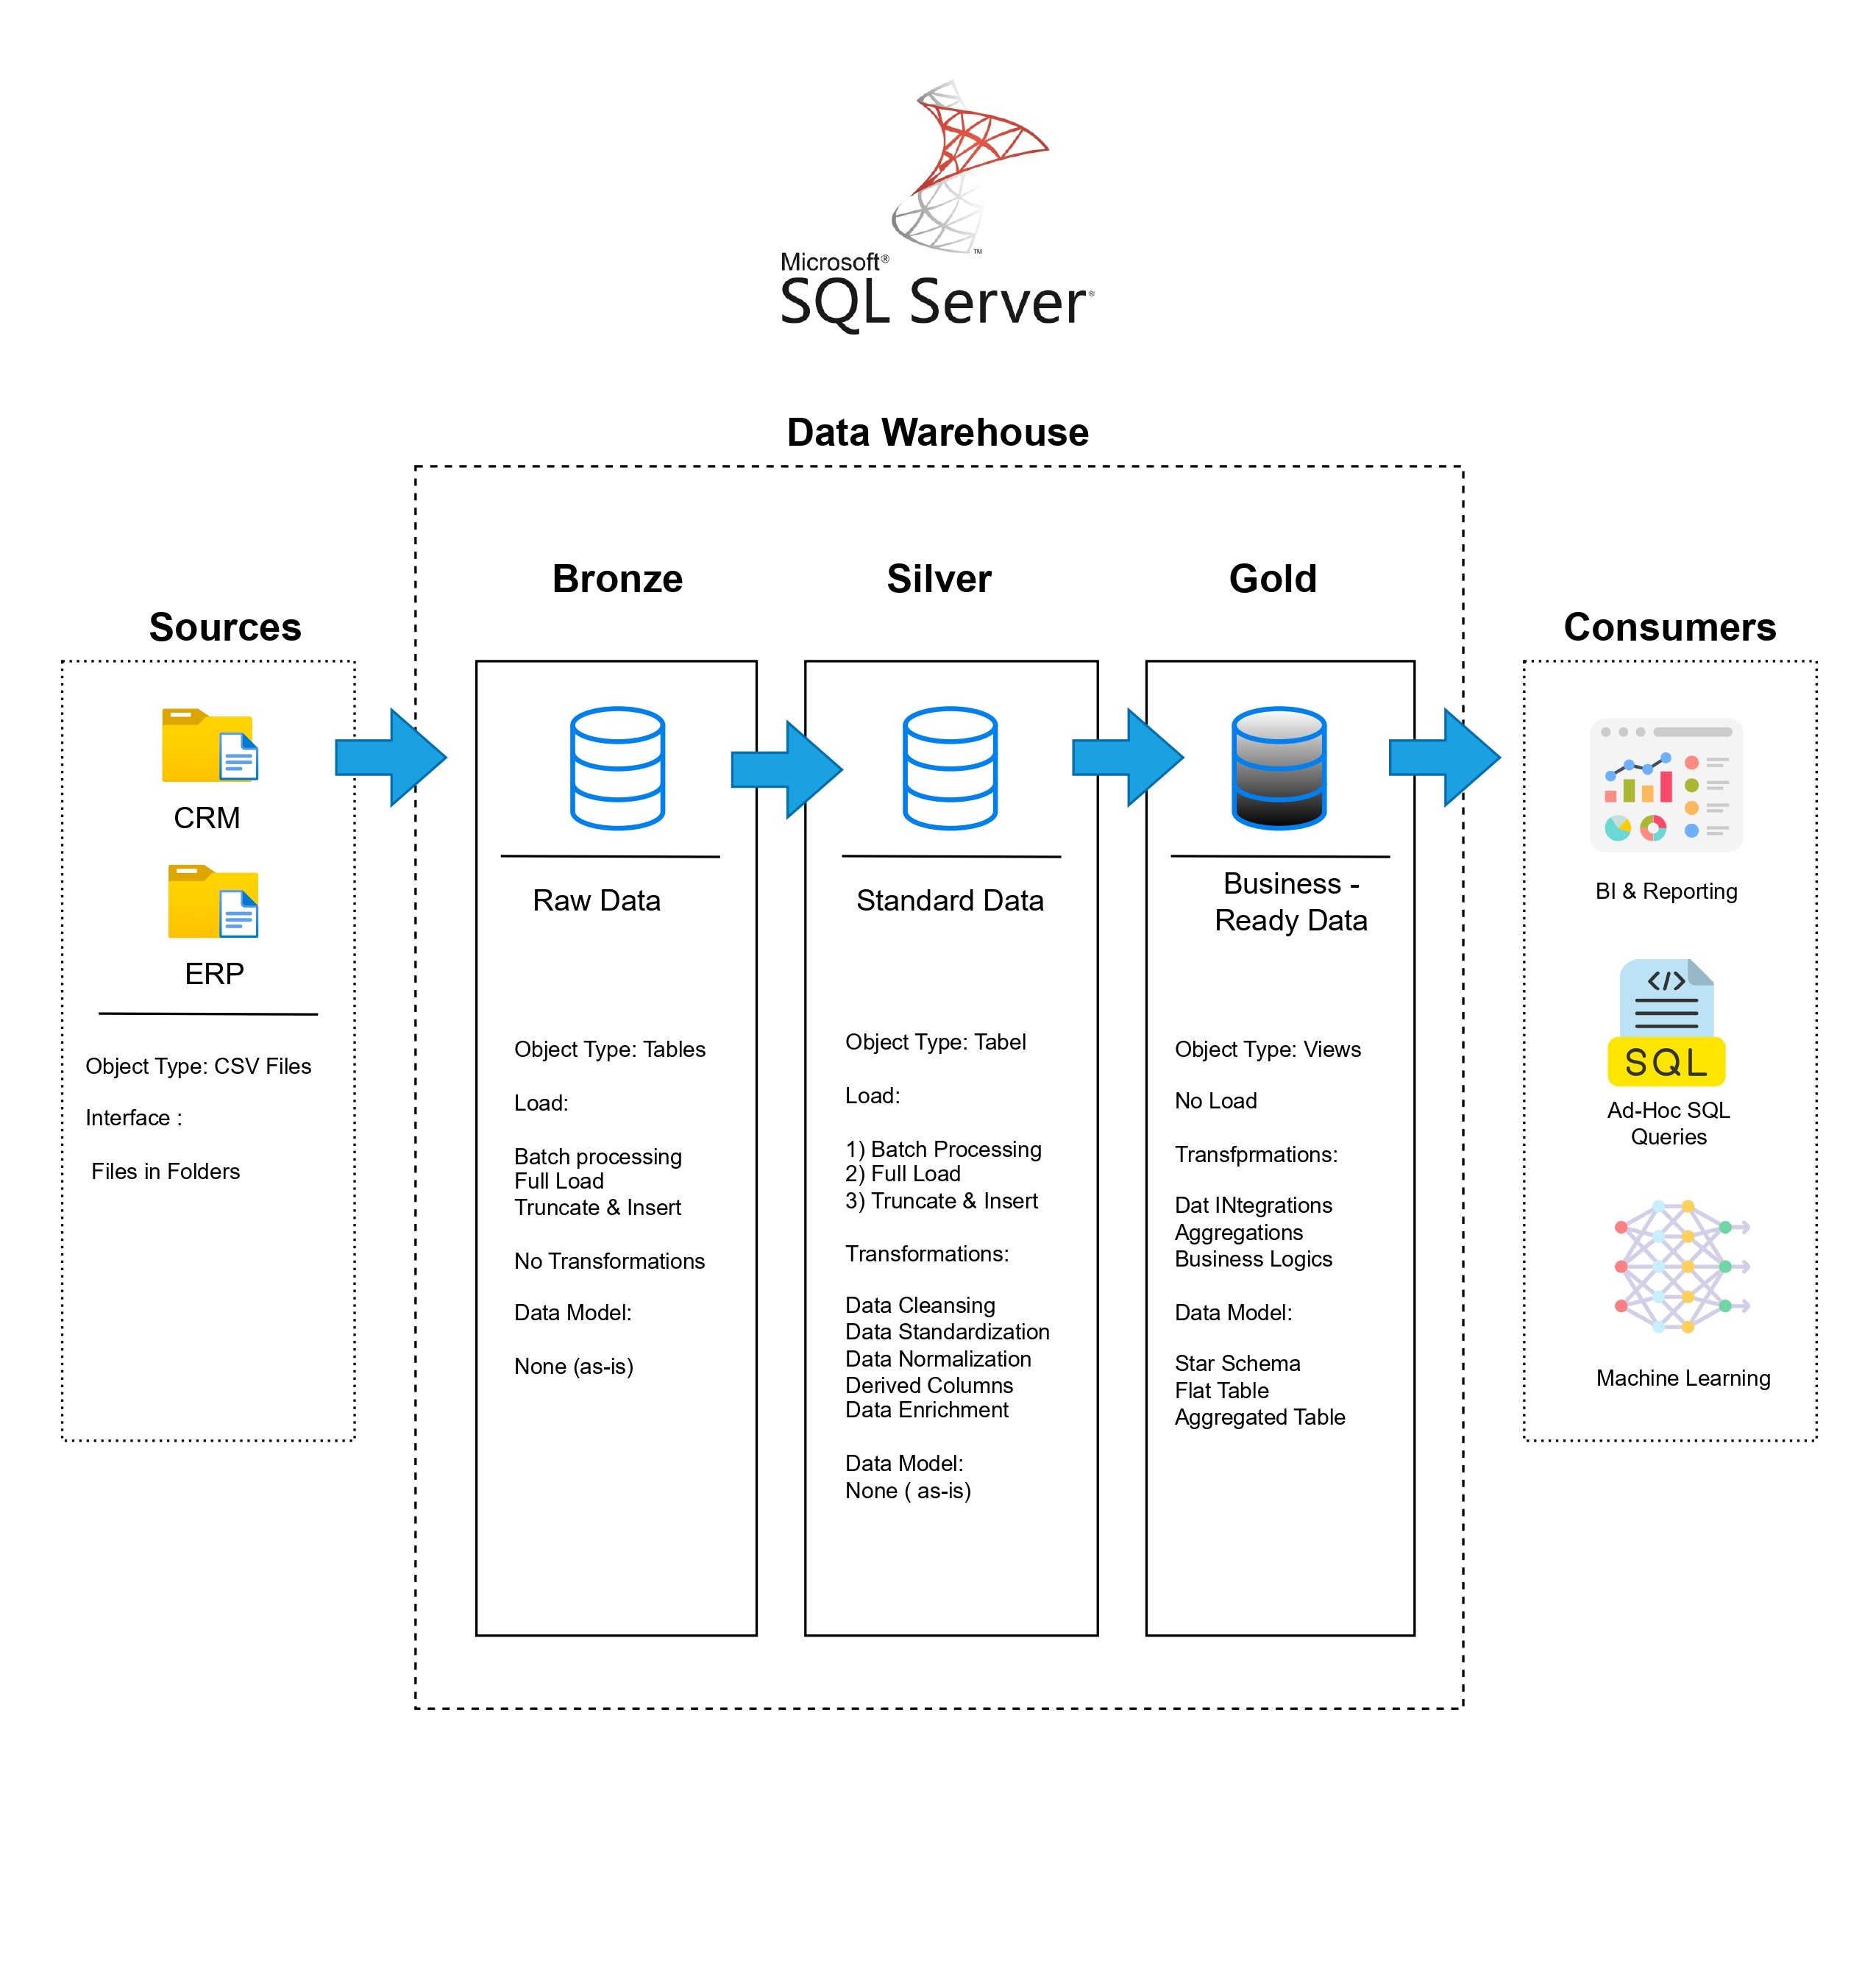 Microsoft®
SQL Server®
TM
Data Warehouse
Sources
CRM
ERP
Object Type: CSV Files
Interface :
Files in Folders
Bronze
Raw Data
Object Type: Tables
Load:
Batch processing
Full Load
Truncate & Insert
No Transformations
Data Model:
None (as-is)
Silver
Standard Data
Object Type: Tabel
Load:
1) Batch Processing
2) Full Load
3) Truncate & Insert
Transformations:
Data Cleansing
Data Standardization
Data Normalization
Derived Columns
Data Enrichment
Data Model:
None ( as-is)
Gold
Business -
Ready Data
Object Type: Views
No Load
Transfprmations:
Dat INtegrations
Aggregations
Business Logics
Data Model:
Star Schema
Flat Table
Aggregated Table
Consumers
BI & Reporting
</>
SQL
Ad-Hoc SQL
Queries
Machine Learning